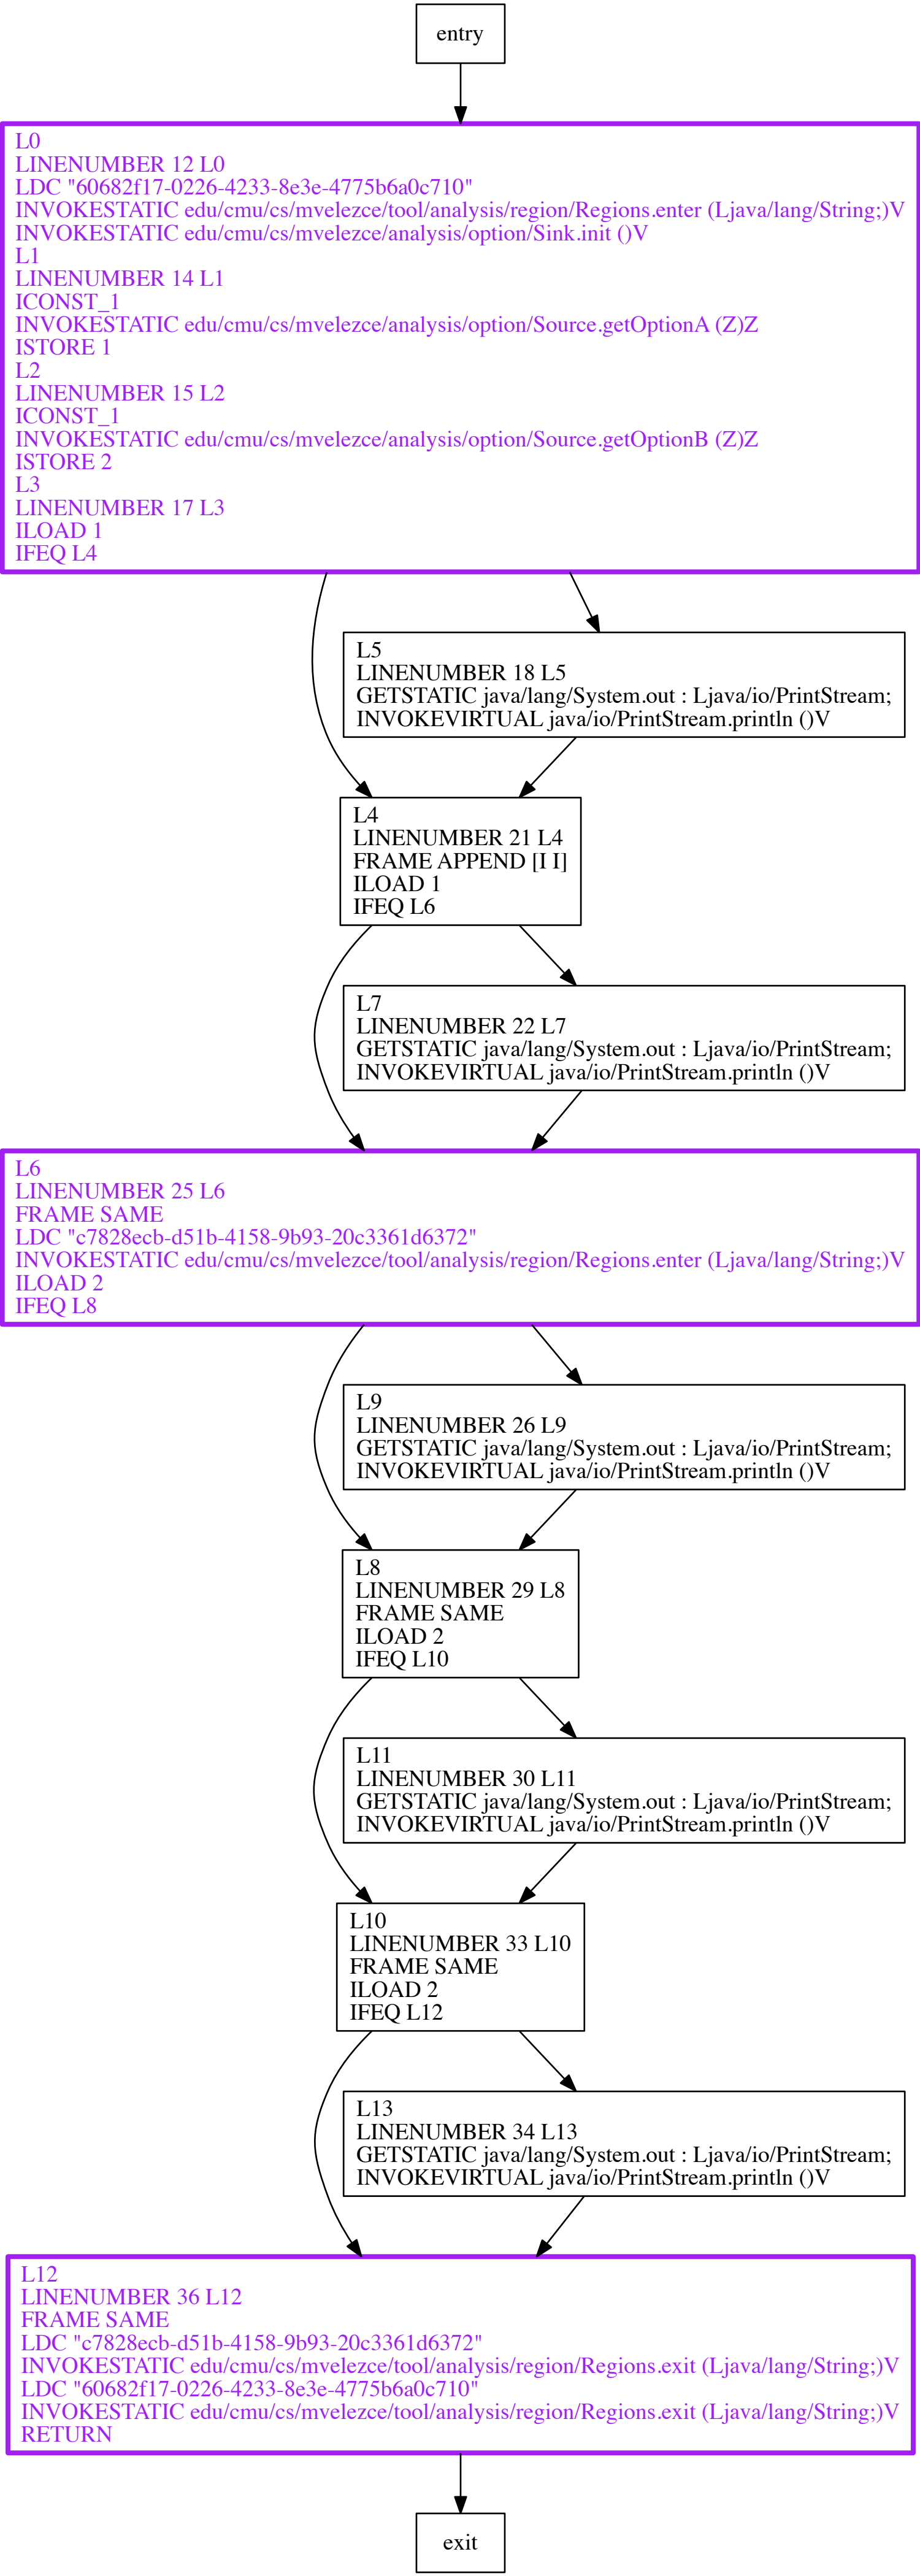 entry
L0
LINENUMBER 12 L0
LDC "60682f17-0226-4233-8e3e-4775b6a0c710"
INVOKESTATIC edu/cmu/cs/mvelezce/tool/analysis/region/Regions.enter (Ljava/lang/String;)V
INVOKESTATIC edu/cmu/cs/mvelezce/analysis/option/Sink.init ()V
L1
LINENUMBER 14 L1
ICONST_1
INVOKESTATIC edu/cmu/cs/mvelezce/analysis/option/Source.getOptionA (Z)Z
ISTORE 1
L2
LINENUMBER 15 L2
ICONST_1
INVOKESTATIC edu/cmu/cs/mvelezce/analysis/option/Source.getOptionB (Z)Z
ISTORE 2
L3
LINENUMBER 17 L3
ILOAD 1
IFEQ L4
L5
LINENUMBER 18 L5
GETSTATIC java/lang/System.out : Ljava/io/PrintStream;
INVOKEVIRTUAL java/io/PrintStream.println ()V
L4
LINENUMBER 21 L4
FRAME APPEND [I I]
ILOAD 1
IFEQ L6
L7
LINENUMBER 22 L7
GETSTATIC java/lang/System.out : Ljava/io/PrintStream;
INVOKEVIRTUAL java/io/PrintStream.println ()V
L6
LINENUMBER 25 L6
FRAME SAME
LDC "c7828ecb-d51b-4158-9b93-20c3361d6372"
INVOKESTATIC edu/cmu/cs/mvelezce/tool/analysis/region/Regions.enter (Ljava/lang/String;)V
ILOAD 2
IFEQ L8
L9
LINENUMBER 26 L9
GETSTATIC java/lang/System.out : Ljava/io/PrintStream;
INVOKEVIRTUAL java/io/PrintStream.println ()V
L8
LINENUMBER 29 L8
FRAME SAME
ILOAD 2
IFEQ L10
L11
LINENUMBER 30 L11
GETSTATIC java/lang/System.out : Ljava/io/PrintStream;
INVOKEVIRTUAL java/io/PrintStream.println ()V
L10
LINENUMBER 33 L10
FRAME SAME
ILOAD 2
IFEQ L12
L13
LINENUMBER 34 L13
GETSTATIC java/lang/System.out : Ljava/io/PrintStream;
INVOKEVIRTUAL java/io/PrintStream.println ()V
L12
LINENUMBER 36 L12
FRAME SAME
LDC "c7828ecb-d51b-4158-9b93-20c3361d6372"
INVOKESTATIC edu/cmu/cs/mvelezce/tool/analysis/region/Regions.exit (Ljava/lang/String;)V
LDC "60682f17-0226-4233-8e3e-4775b6a0c710"
INVOKESTATIC edu/cmu/cs/mvelezce/tool/analysis/region/Regions.exit (Ljava/lang/String;)V
RETURN
exit